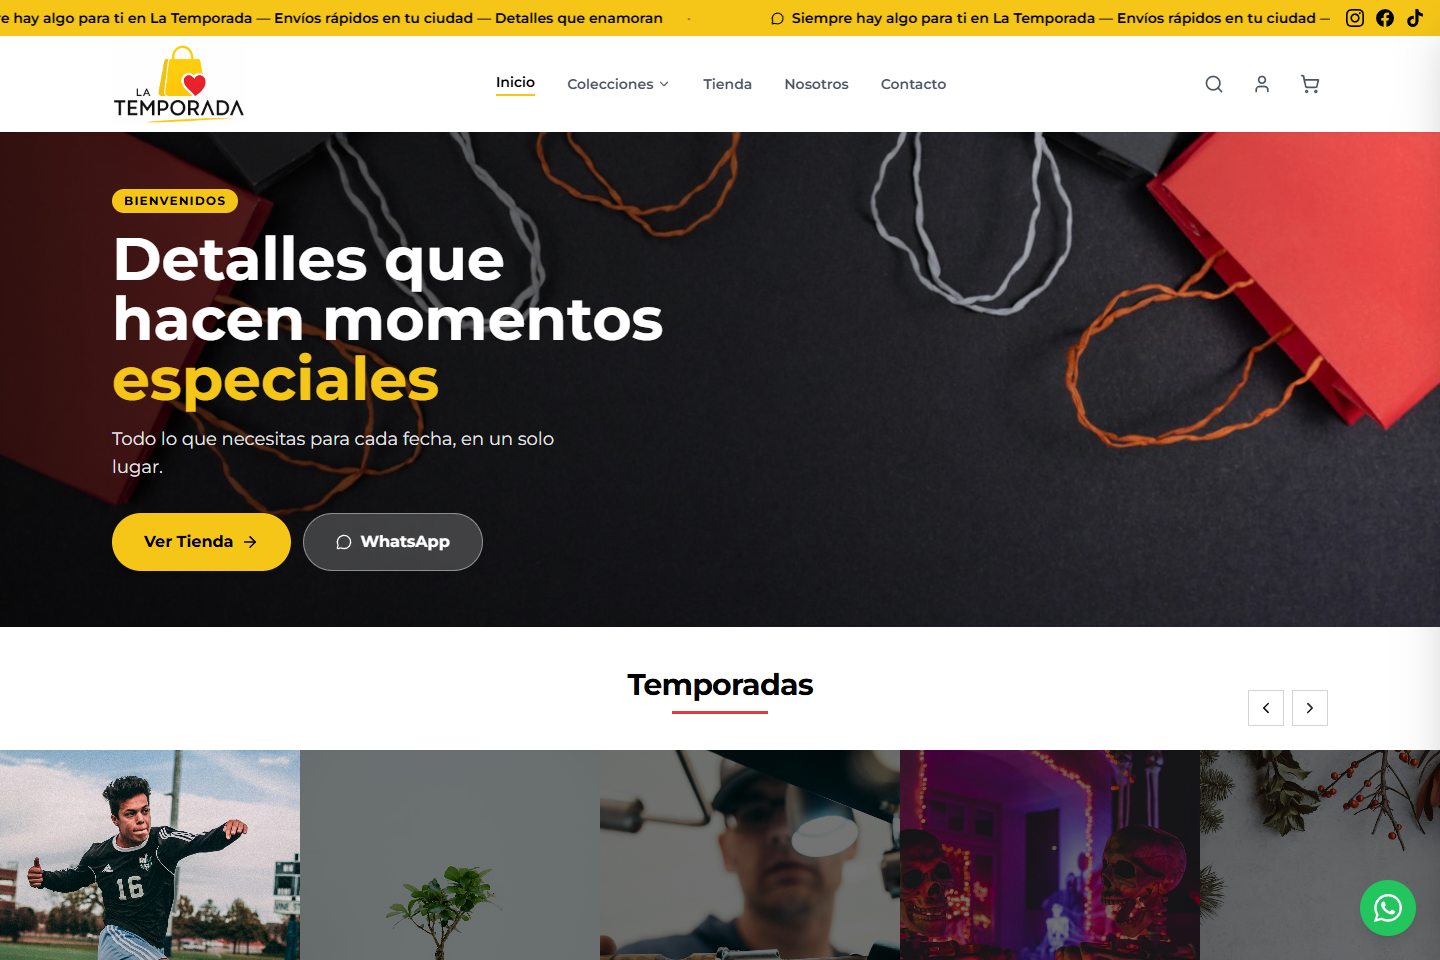 e hay algo para ti en La Temporada — Envíos rápidos en tu ciudad — Detalles que enamoran - Siempre hay algo para ti en La Temporada — Envíos rápidos en tu ciudad —
LA
TEMPORADA
Inicio Colecciones Tienda Nosotros Contacto
BIENVENIDOS
Detalles que
hacen momentos
especiales
Todo lo que necesitas para cada fecha, en un solo
lugar.
Ver Tienda → WhatsApp
Temporadas
16